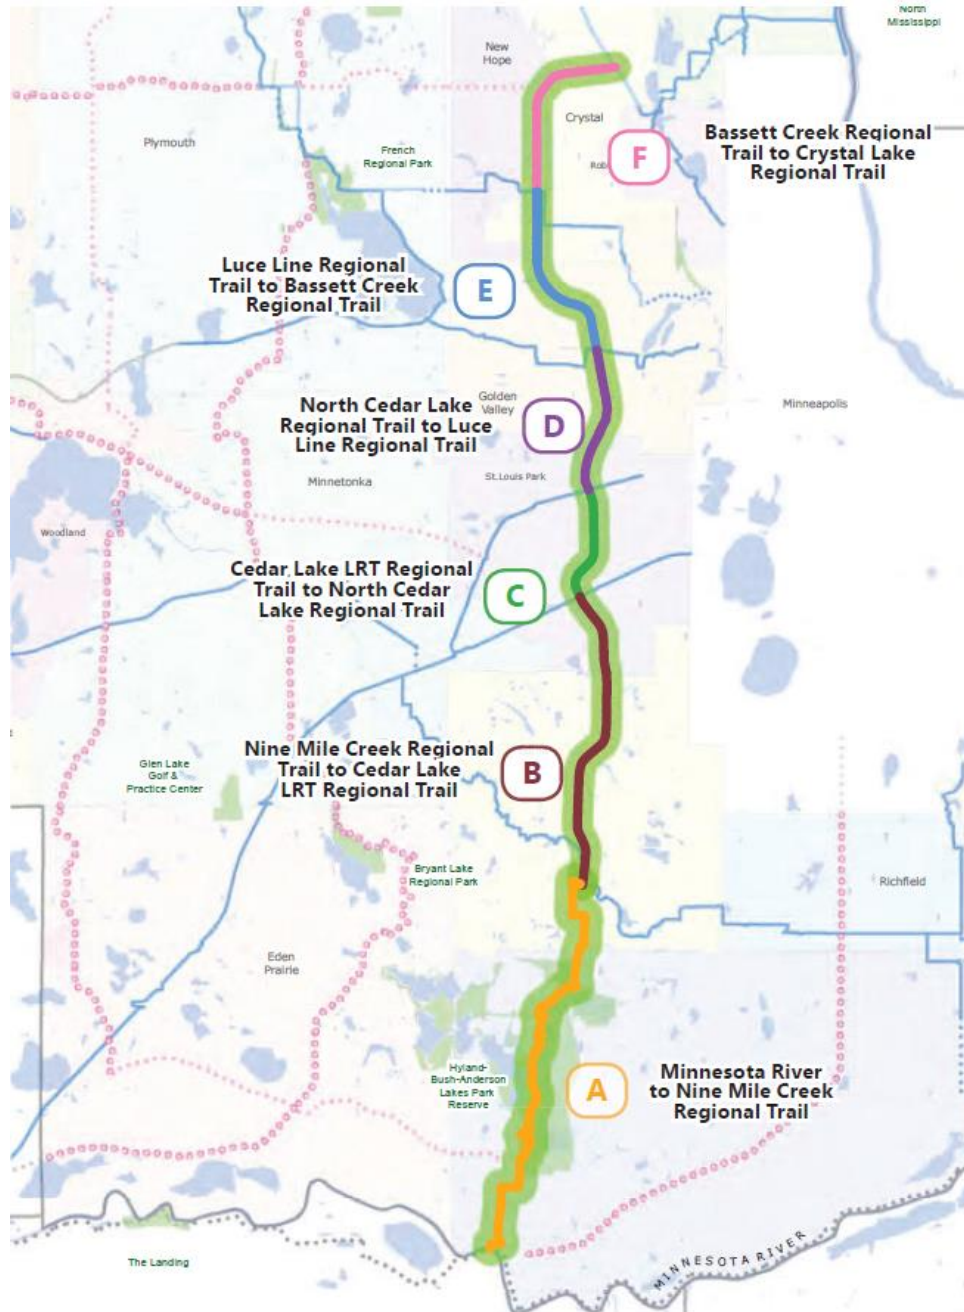 North
Mississippi
New
Hope
Crystal
Plymouth
French
Regional Park
F
Bassett Creek Regional
Trail to Crystal Lake
Regional Trail
Luce Line Regional
Trail to Bassett Creek
Regional Trail
E
North Cedar Lake
Regional Trail to Luce
Line Regional Trail
Golden
Valley
D
Minneapolis
Minnetonka
St.Louis Park
Woodland
Cedar Lake LRT Regional
Trail to North Cedar
Lake Regional Trail
C
Nine Mile Creek Regional
Trail to Cedar Lake
LRT Regional Trail
B
Glen Lake
Golf &
Practice Center
Bryant Lake
Regional Park
Richfield
Eden
Prairie
Hyland-
Bush-Anderson
Lakes Park
Reserve
A
Minnesota River
to Nine Mile Creek
Regional Trail
The Landing
MINNESOTA RIVER